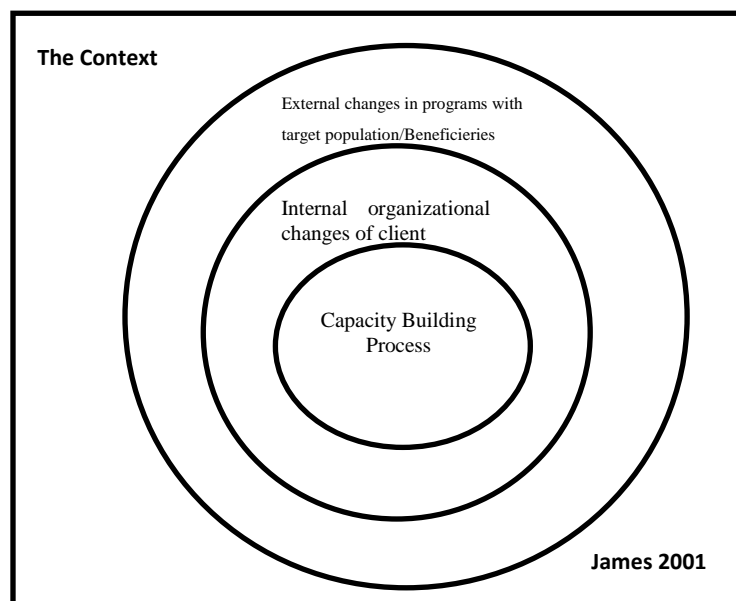 The Context
External changes in programs with
target population/Beneficieries
Internal organizational
changes of client
Capacity Building
Process
James 2001